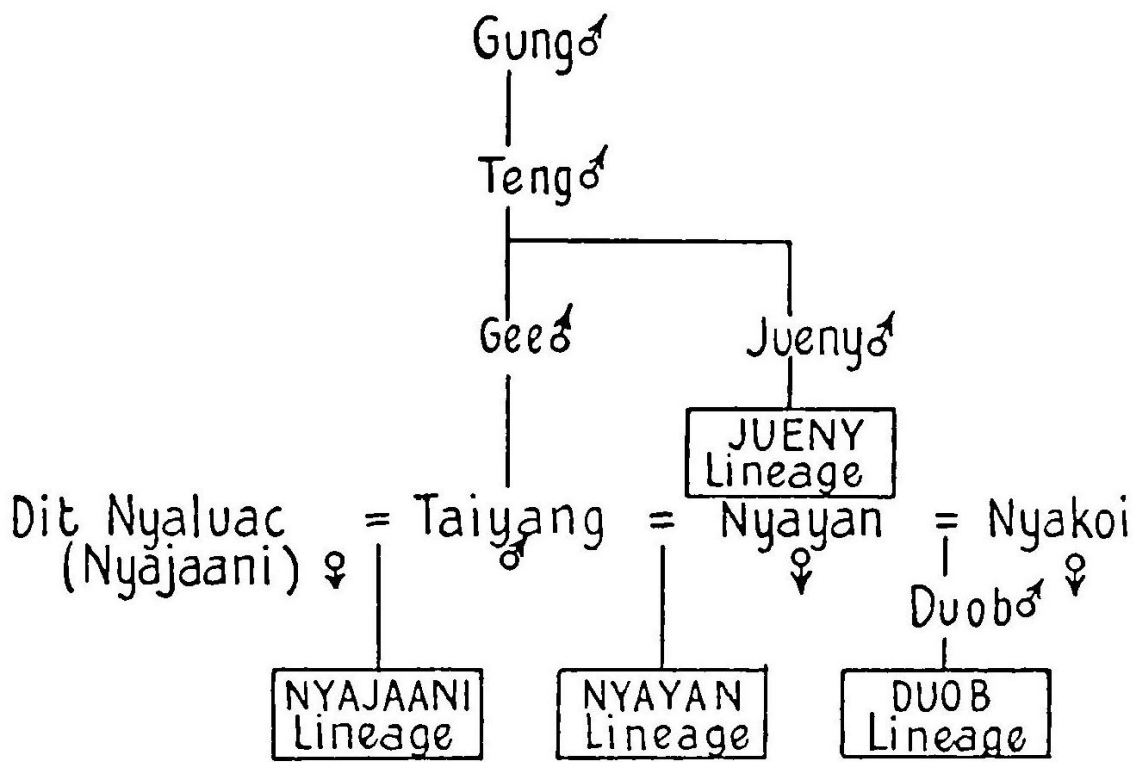 Gung♂
Teng♂
Gee♂ Jueny♂
JUENY
Lineage
Dit Nyaluac = Taiyang = Nyayan = Nyakoi
(Nyajaani) ♀ ♂ ♀ ♀
Duob♂
NYAJAANI NYAYAN DUOB
Lineage Lineage Lineage